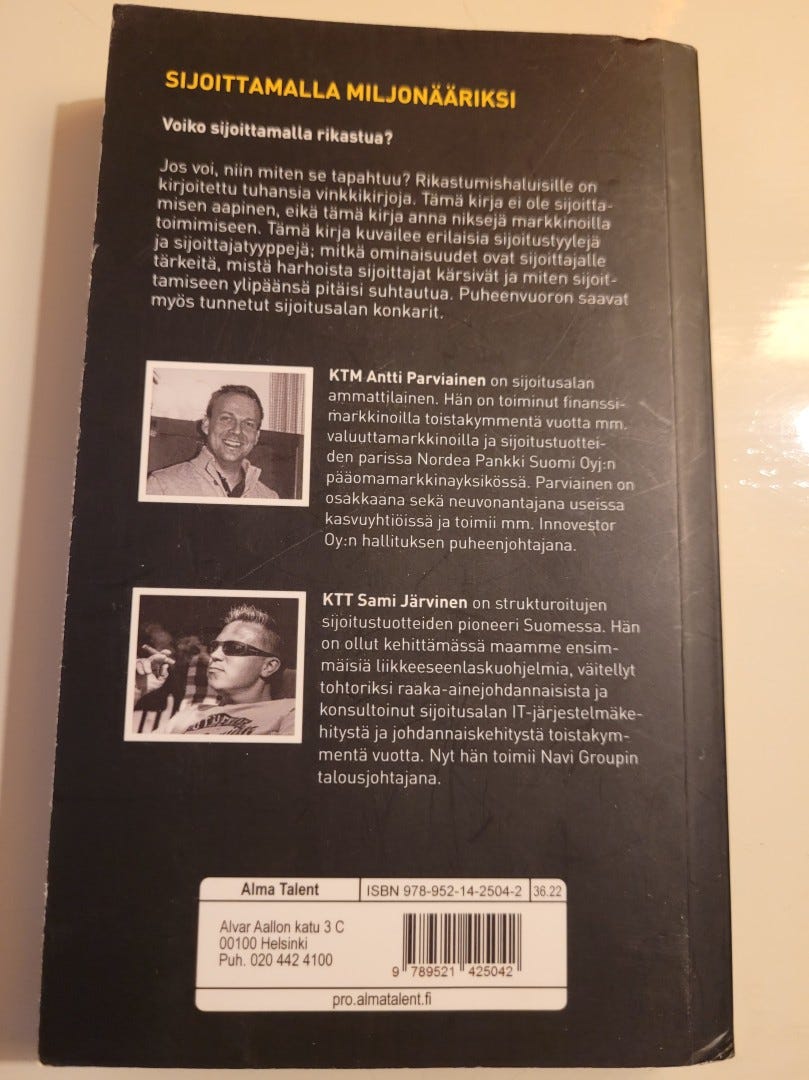 SIJOITTAMALLA MILJONÄÄRIKSI
Voiko sijoittamalla rikastua?
Jos voi, niin miten se tapahtuu? Rikastumishaluisille on
kirjoitettu tuhansia vinkkikirjoja. Tämä kirja ei ole sijoitta-
misen aapinen, eikä tämä kirja anna niksejä markkinoilla
toimimiseen. Tämä kirja kuvailee erilaisia sijoitustyylejä
ja sijoittajatyyppejä; mitkä ominaisuudet ovat sijoittajalle
tärkeitä, mistä harhoista sijoittajat kärsivät ja miten sijoit-
tamiseen ylipäänsä pitäisi suhtautua. Puheenvuoron saavat
myös tunnetut sijoitusalan konkarit.
KTM Antti Parviainen on sijoitusalan
ammattilainen. Hän on toiminut finanssi-
markkinoilla toistakymmentä vuotta mm.
valuuttamarkkinoilla ja sijoitustuottei-
den parissa Nordea Pankki Suomi Oyj:n
pääomamarkkinayksikössä. Parviainen on
osakkaana sekä neuvonantajana useissa
kasvuyhtiöissä ja toimii mm. Innovestor
Oy:n hallituksen puheenjohtajana.
KTT Sami Järvinen on strukturoitujen
sijoitustuotteiden pioneeri Suomessa. Hän
on ollut kehittämässä maamme ensim-
mäisiä liikkeeseenlaskuohjelmia, väitellyt
tohtoriksi raaka-ainejohdannaisista ja
konsultoinut sijoitusalan IT-järjestelmäke-
hitystä ja johdannaiskehitystä toistakym-
mentä vuotta. Nyt hän toimii Navi Groupin
talousjohtajana.
Alma Talent ISBN 978-952-14-2504-2 36.22
Alvar Aallon katu 3 C
00100 Helsinki
Puh. 020 442 4100
9 789521 425042
pro.almatalent.fi